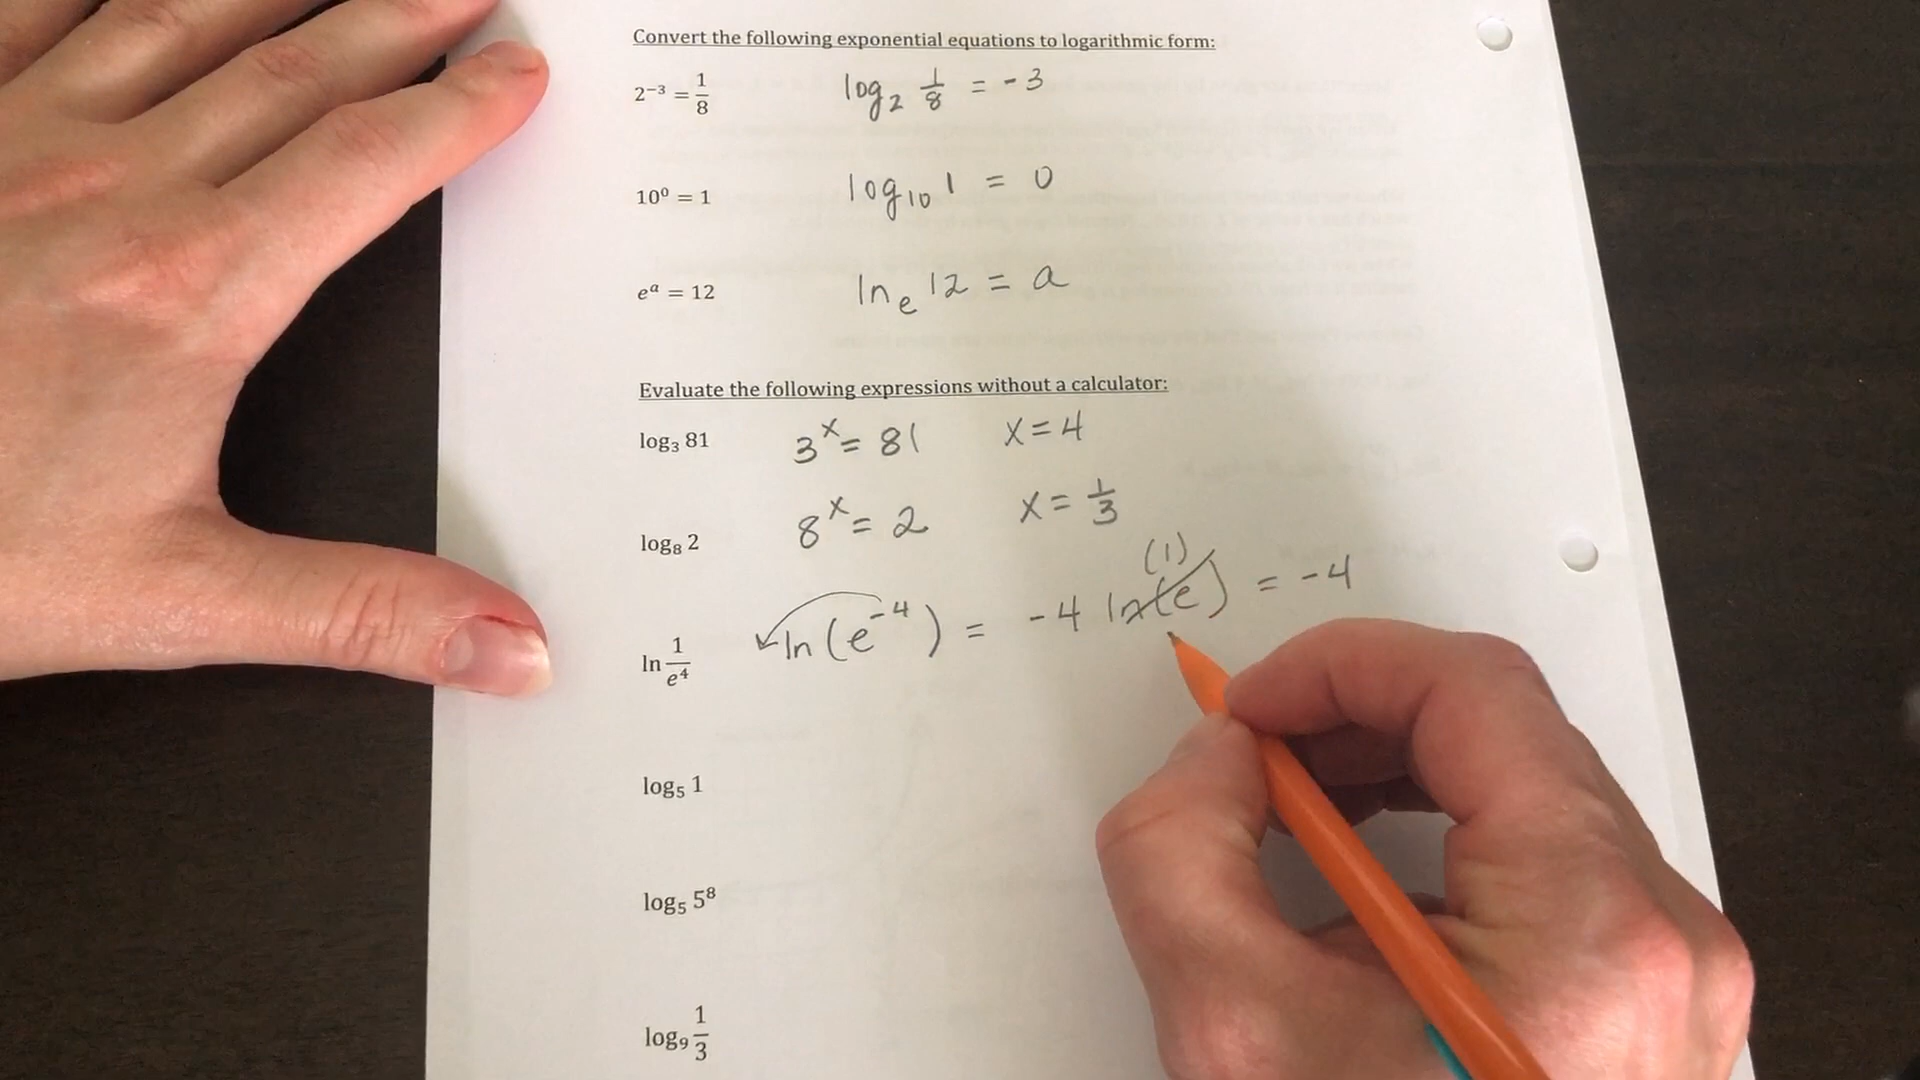 Convert the following exponential equations to logarithmic form:
2⁻³ = 1/8 log₂ 1/8 = -3
10⁰ = 1 log₁₀ 1 = 0
eᵃ = 12 lnₑ 12 = a
Evaluate the following expressions without a calculator:
log₃ 81 3ˣ = 81 x = 4
log₈ 2 8ˣ = 2 x = 1/3
(1)
ln 1/e⁴ ln(e⁻⁴) = -4 ln(e) = -4
log₅ 1
log₅ 5⁸
log₉ 1/3